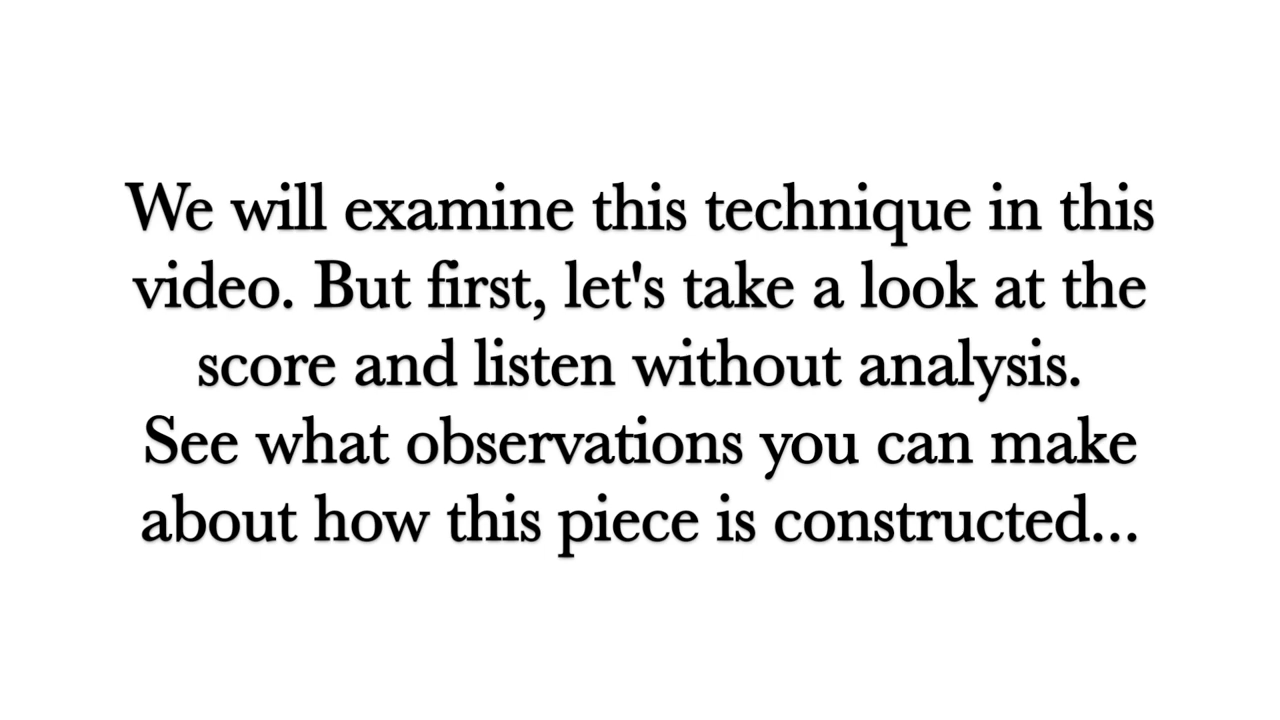 We will examine this technique in this
video. But first, let's take a look at the
score and listen without analysis.
See what observations you can make
about how this piece is constructed...